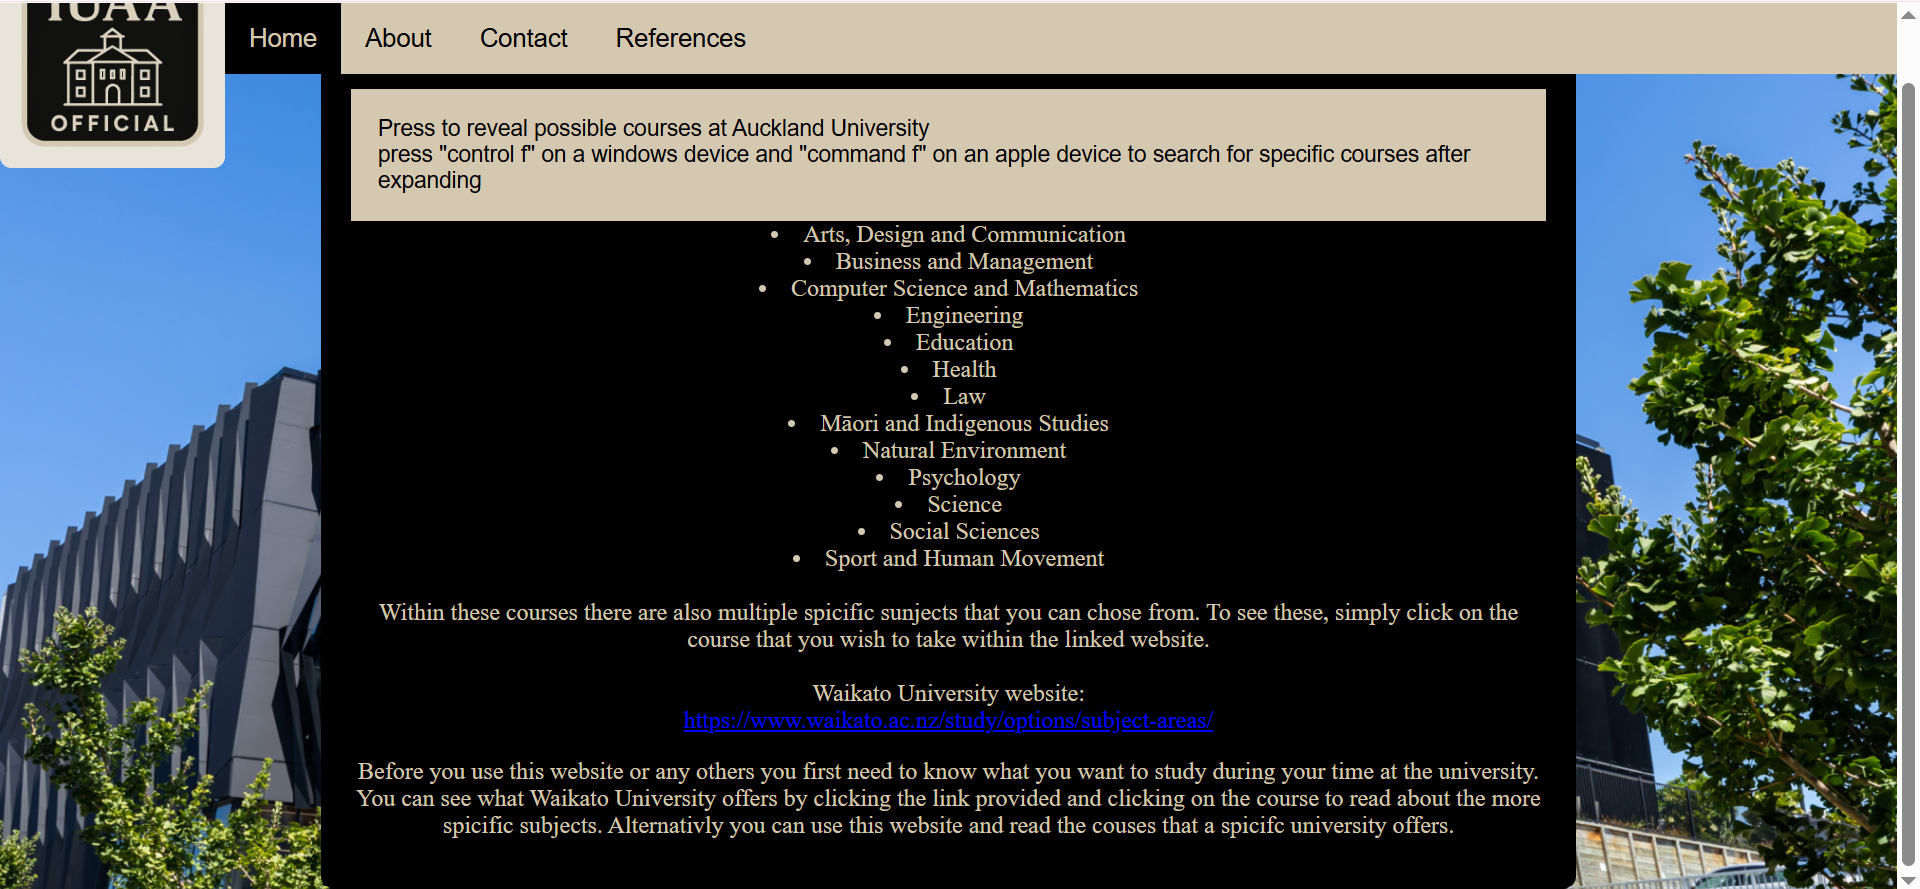 IUAA
OFFICIAL
Home About Contact References
Press to reveal possible courses at Auckland University
press "control f" on a windows device and "command f" on an apple device to search for specific courses after
expanding
• Arts, Design and Communication
• Business and Management
• Computer Science and Mathematics
• Engineering
• Education
• Health
• Law
• Māori and Indigenous Studies
• Natural Environment
• Psychology
• Science
• Social Sciences
• Sport and Human Movement
Within these courses there are also multiple spicific sunjects that you can chose from. To see these, simply click on the
course that you wish to take within the linked website.
Waikato University website:
https://www.waikato.ac.nz/study/options/subject-areas/
Before you use this website or any others you first need to know what you want to study during your time at the university.
You can see what Waikato University offers by clicking the link provided and clicking on the course to read about the more
spicific subjects. Alternativly you can use this website and read the couses that a spicifc university offers.